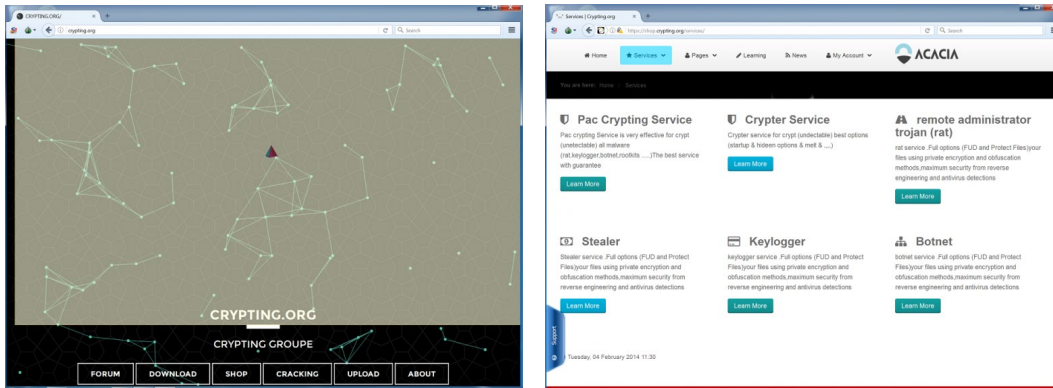 CRYPTING.ORG/
crypting.org
Search
CRYPTING.ORG
CRYPTING GROUPE
FORUM
DOWNLOAD
SHOP
CRACKING
UPLOAD
ABOUT
Services | Crypting.org
https://shop.crypting.org/services/
Search
Home
Services
Pages
Learning
News
My Account
ACACIA
You are here: Home / Services
Pac Crypting Service
Pac crypting Service is very effective for crypt
(unetectable) all malware
(rat,keylogger,botnet,rootkits ......)The best service
with guarantee
Learn More
Crypter Service
Crypter service for crypt (undectable) best options
(startup & hideen options & melt & ....)
Learn More
remote administrator
trojan (rat)
rat service .Full options (FUD and Protect Files)your
files using private encryption and obfuscation
methods,maximum security from reverse
engineering and antivirus detections
Learn More
Stealer
Stealer service .Full options (FUD and Protect
Files)your files using private encryption and
obfuscation methods,maximum security from
reverse engineering and antivirus detections
Learn More
Keylogger
keylogger service .Full options (FUD and Protect
Files)your files using private encryption and
obfuscation methods,maximum security from
reverse engineering and antivirus detections
Learn More
Botnet
botnet service .Full options (FUD and Protect
Files)your files using private encryption and
obfuscation methods,maximum security from
reverse engineering and antivirus detections
Learn More
Support
Tuesday, 04 February 2014 11:30